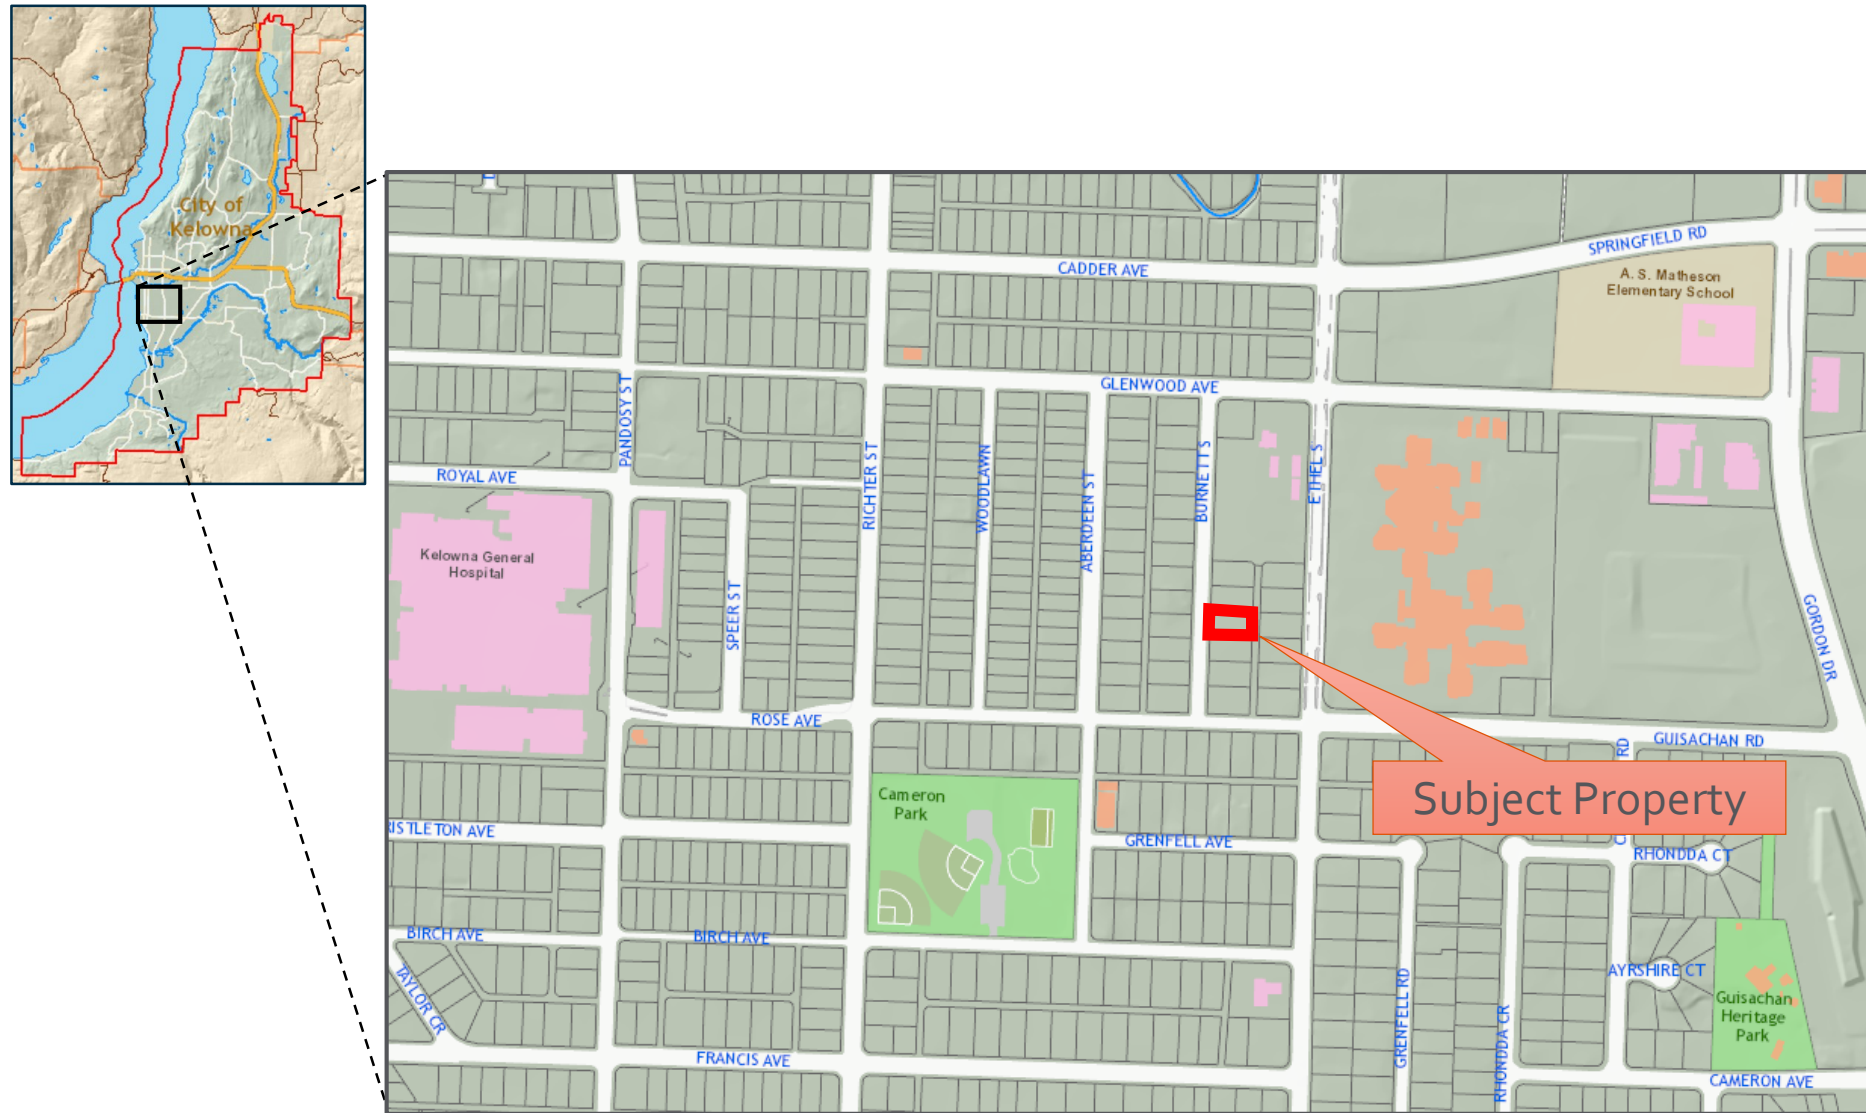 City of
Kelowna
SPRINGFIELD RD
CADDER AVE
A. S. Matheson
Elementary School
GLENWOOD AVE
PANDOSY ST
ROYAL AVE
RICHTER ST
WOODLAWN
ABERDEEN ST
BURNETT S
ETHEL S
Kelowna General
Hospital
SPEER ST
GORDON DR
ROSE AVE
GUISACHAN RD
RD
Subject Property
Cameron
Park
ISTLETON AVE
GRENFELL AVE
RHONDDA CT
BIRCH AVE
BIRCH AVE
TAYLOR CR
AYRSHIRE CT
GRENFELL RD
RHONDDA CR
Guisachan
Heritage
Park
FRANCIS AVE
CAMERON AVE